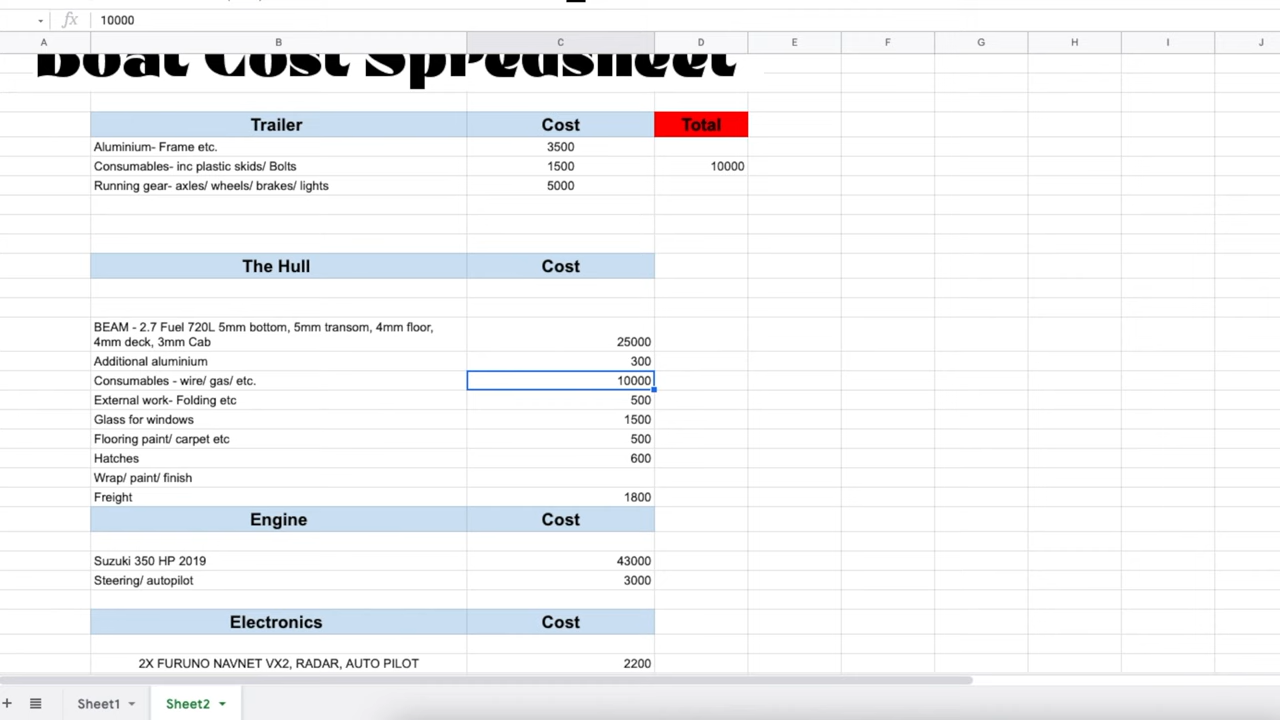 fx 10000
A B C D E F G H I J
Boat Cost Spredsheet
Trailer Cost Total
Aluminium- Frame etc. 3500
Consumables- inc plastic skids/ Bolts 1500 10000
Running gear- axles/ wheels/ brakes/ lights 5000
The Hull Cost
BEAM - 2.7 Fuel 720L 5mm bottom, 5mm transom, 4mm floor,
4mm deck, 3mm Cab 25000
Additional aluminium 300
Consumables - wire/ gas/ etc. 10000
External work- Folding etc 500
Glass for windows 1500
Flooring paint/ carpet etc 500
Hatches 600
Wrap/ paint/ finish
Freight 1800
Engine Cost
Suzuki 350 HP 2019 43000
Steering/ autopilot 3000
Electronics Cost
2X FURUNO NAVNET VX2, RADAR, AUTO PILOT 2200
Sheet1 Sheet2